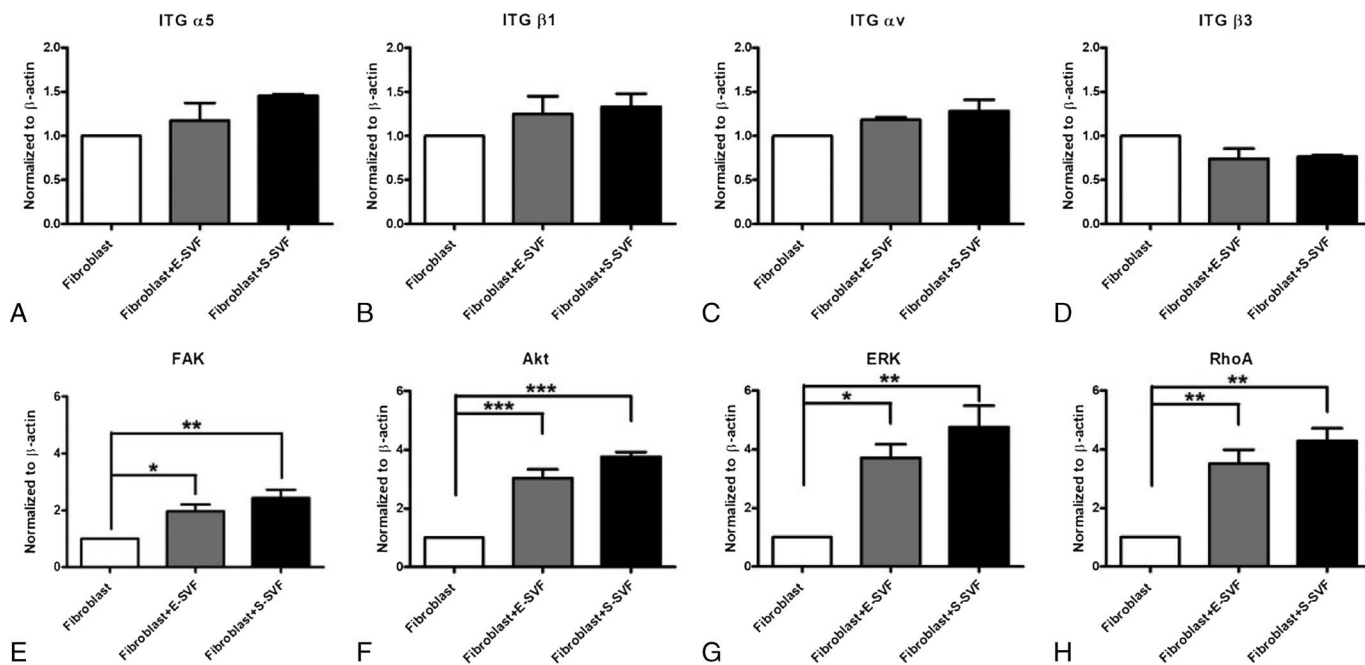 ITG α5
ITG β1
ITG αv
ITG β3
Normalized to β-actin
2.0
1.5
1.0
0.5
0.0
Fibroblast
Fibroblast+E-SVF
Fibroblast+S-SVF
A
Normalized to β-actin
2.0
1.5
1.0
0.5
0.0
Fibroblast
Fibroblast+E-SVF
Fibroblast+S-SVF
B
Normalized to β-actin
2.0
1.5
1.0
0.5
0.0
Fibroblast
Fibroblast+E-SVF
Fibroblast+S-SVF
C
Normalized to β-actin
2.0
1.5
1.0
0.5
0.0
Fibroblast
Fibroblast+E-SVF
Fibroblast+S-SVF
D
FAK
Normalized to β-actin
6
4
2
0
**
*
Fibroblast
Fibroblast+E-SVF
Fibroblast+S-SVF
E
Akt
Normalized to β-actin
6
4
2
0
***
***
Fibroblast
Fibroblast+E-SVF
Fibroblast+S-SVF
F
ERK
Normalized to β-actin
6
4
2
0
**
*
Fibroblast
Fibroblast+E-SVF
Fibroblast+S-SVF
G
RhoA
Normalized to β-actin
6
4
2
0
**
**
Fibroblast
Fibroblast+E-SVF
Fibroblast+S-SVF
H